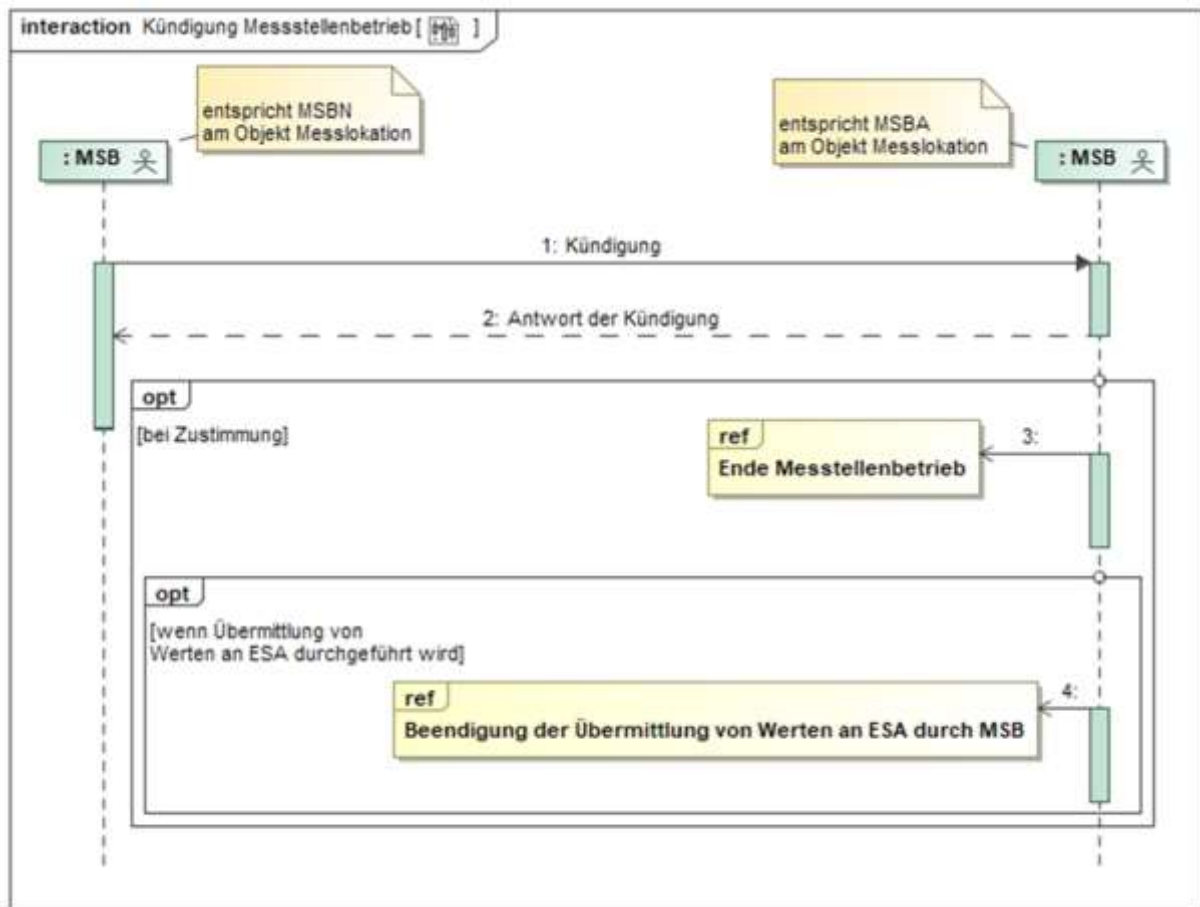 interaction Kündigung Messstellenbetrieb [ ]
entspricht MSBN
am Objekt Messlokation
entspricht MSBA
am Objekt Messlokation
: MSB
: MSB
1: Kündigung
2: Antwort der Kündigung
opt
[bei Zustimmung]
ref
3:
Ende Messtellenbetrieb
opt
[wenn Übermittlung von
Werten an ESA durchgeführt wird]
ref
4:
Beendigung der Übermittlung von Werten an ESA durch MSB